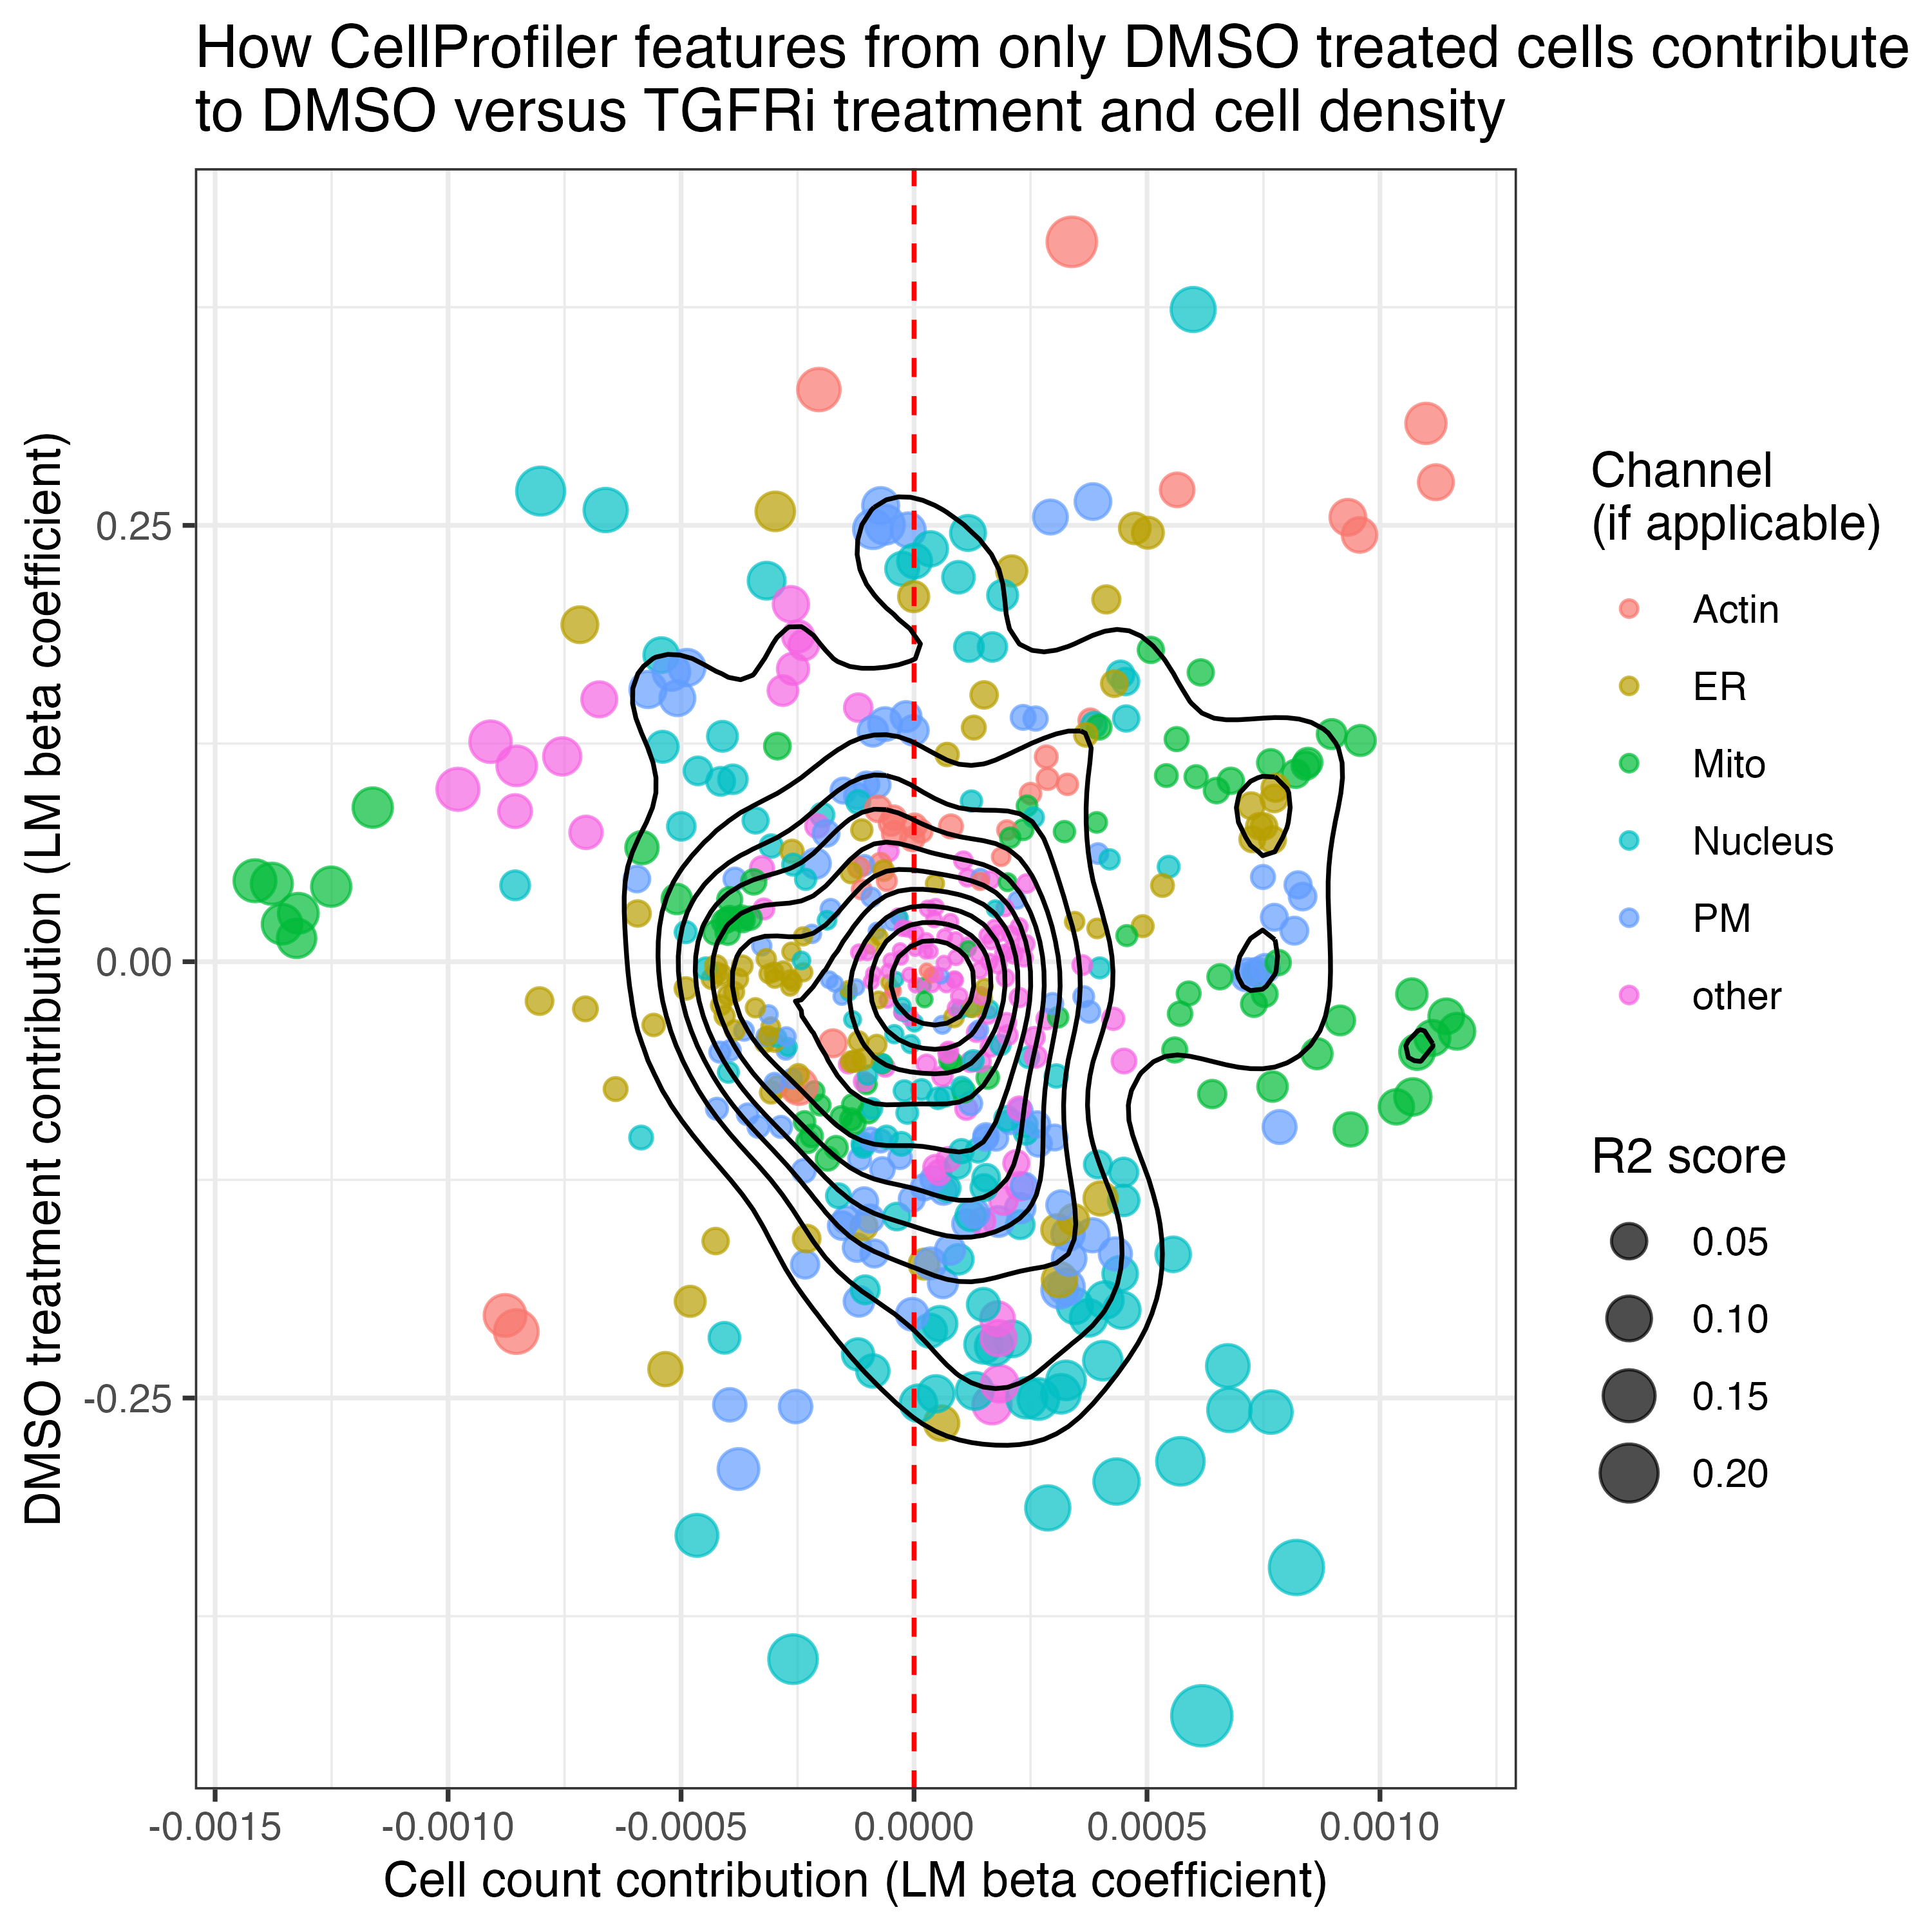 How CellProfiler features from only DMSO treated cells contribute
to DMSO versus TGFRi treatment and cell density
DMSO treatment contribution (LM beta coefficient)
0.25
0.00
-0.25
-0.0015
-0.0010
-0.0005
0.0000
0.0005
0.0010
Cell count contribution (LM beta coefficient)
Channel
(if applicable)
Actin
ER
Mito
Nucleus
PM
other
R2 score
0.05
0.10
0.15
0.20